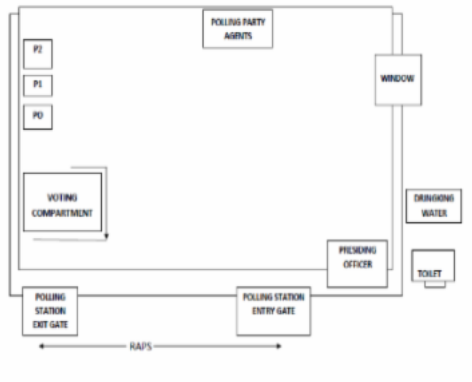 POLLING PARTY
AGENTS
P2
P1
PO
WINDOW
VOTING
COMPARTMENT
DRINGKING
WATER
PRESIDING
OFFICER
TOILET
POLLING
STATION
EXIT GATE
POLLING STATION
ENTRY GATE
RAPS